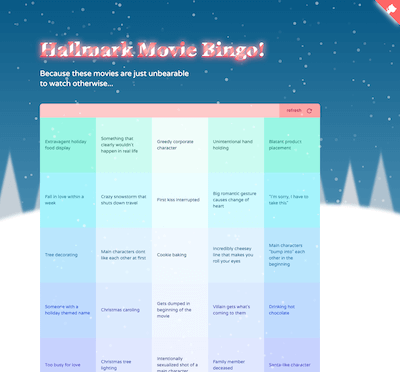 Hallmark Movie Bingo!
Because these movies are just unbearable
to watch otherwise...
refresh
Extravagant holiday
food display
Something that
clearly wouldn't
happen in real life
Greedy corporate
character
Unintentional hand
holding
Blatant product
placement
Fall in love within a
week
Crazy snowstorm that
shuts down travel
First kiss interrupted
Big romantic gesture
causes change of
heart
"I'm sorry, I have to
take this"
Tree decorating
Main characters dont
like each other at first
Cookie baking
Incredibly cheesey
line that makes you
roll your eyes
Main characters
"bump into" each
other in the
beginning
Someone with a
holiday themed name
Christmas caroling
Gets dumped in
beginning of the
movie
Villain gets what's
coming to them
Drinking hot
chocolate
Too busy for love
Christmas tree
lighting
Intentionally
sexualized shot of a
main character
Family member
deceased
Santa-like character